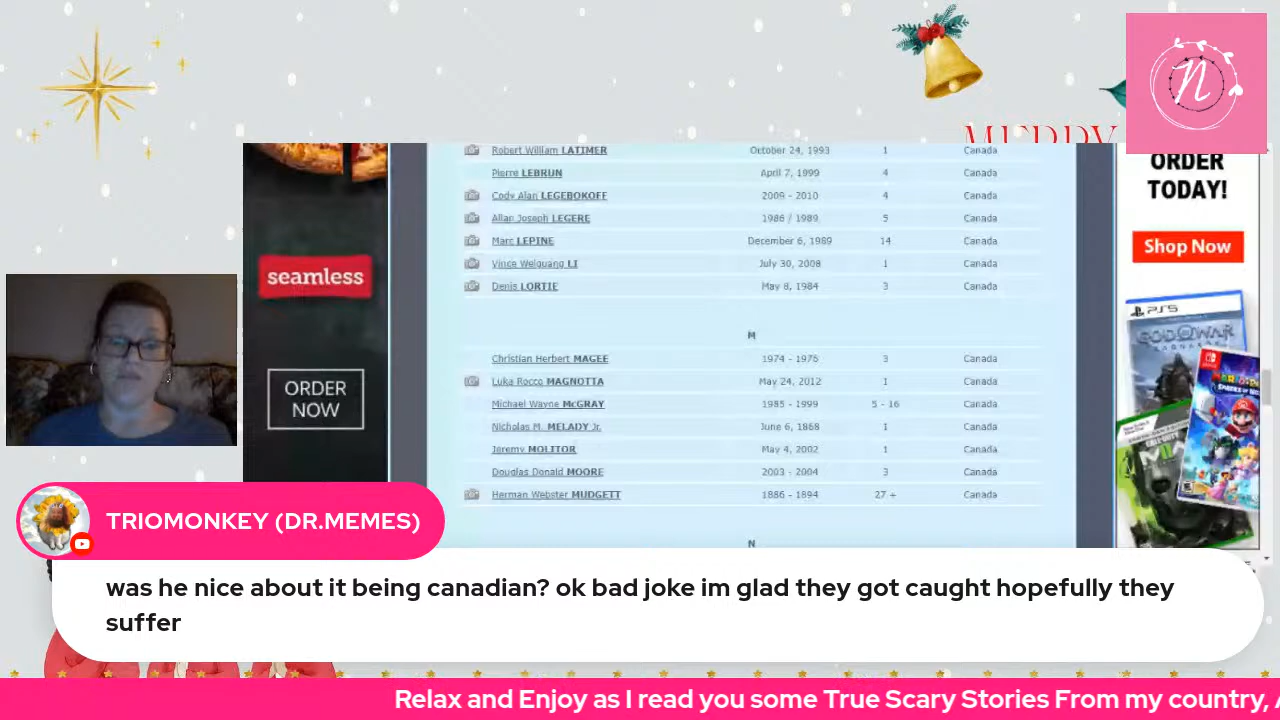 MERRY
n
ORDER
TODAY!
Shop Now
seamless
ORDER
NOW
Robert William LATIMER October 24, 1993 1 Canada
Pierre LEBRUN April 7, 1999 4 Canada
Cody Alan LEGEBOKOFF 2009 - 2010 4 Canada
Allan Joseph LEGERE 1986 / 1989 5 Canada
Marc LEPINE December 6, 1989 14 Canada
Vince Weiguang LI July 30, 2008 1 Canada
Denis LORTIE May 8, 1984 3 Canada
M
Christian Herbert MAGEE 1974 - 1976 3 Canada
Luka Rocco MAGNOTTA May 24, 2012 1 Canada
Michael Wayne McGRAY 1985 - 1999 5 - 16 Canada
Nicholas M. MELADY Jr. June 6, 1868 1 Canada
Jeremy MOLITOR May 4, 2002 1 Canada
Douglas Donald MOORE 2003 - 2004 3 Canada
Herman Webster MUDGETT 1886 - 1894 27 + Canada
N
PS5
GOD OF WAR
TRIOMONKEY (DR.MEMES)
was he nice about it being canadian? ok bad joke im glad they got caught hopefully they
suffer
Relax and Enjoy as I read you some True Scary Stories From my country,